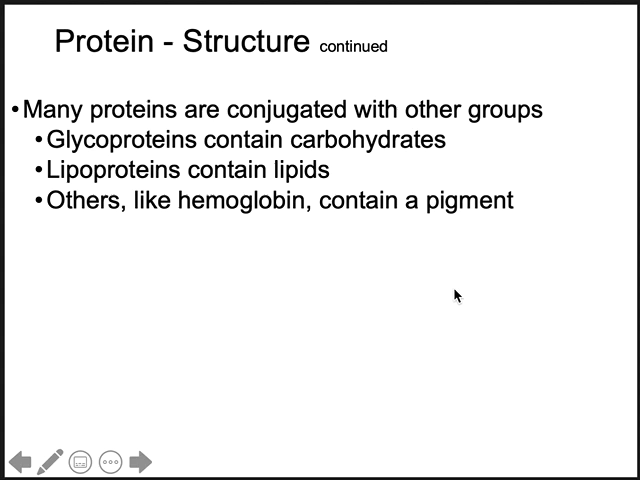 Protein - Structure continued
•Many proteins are conjugated with other groups
•Glycoproteins contain carbohydrates
•Lipoproteins contain lipids
•Others, like hemoglobin, contain a pigment